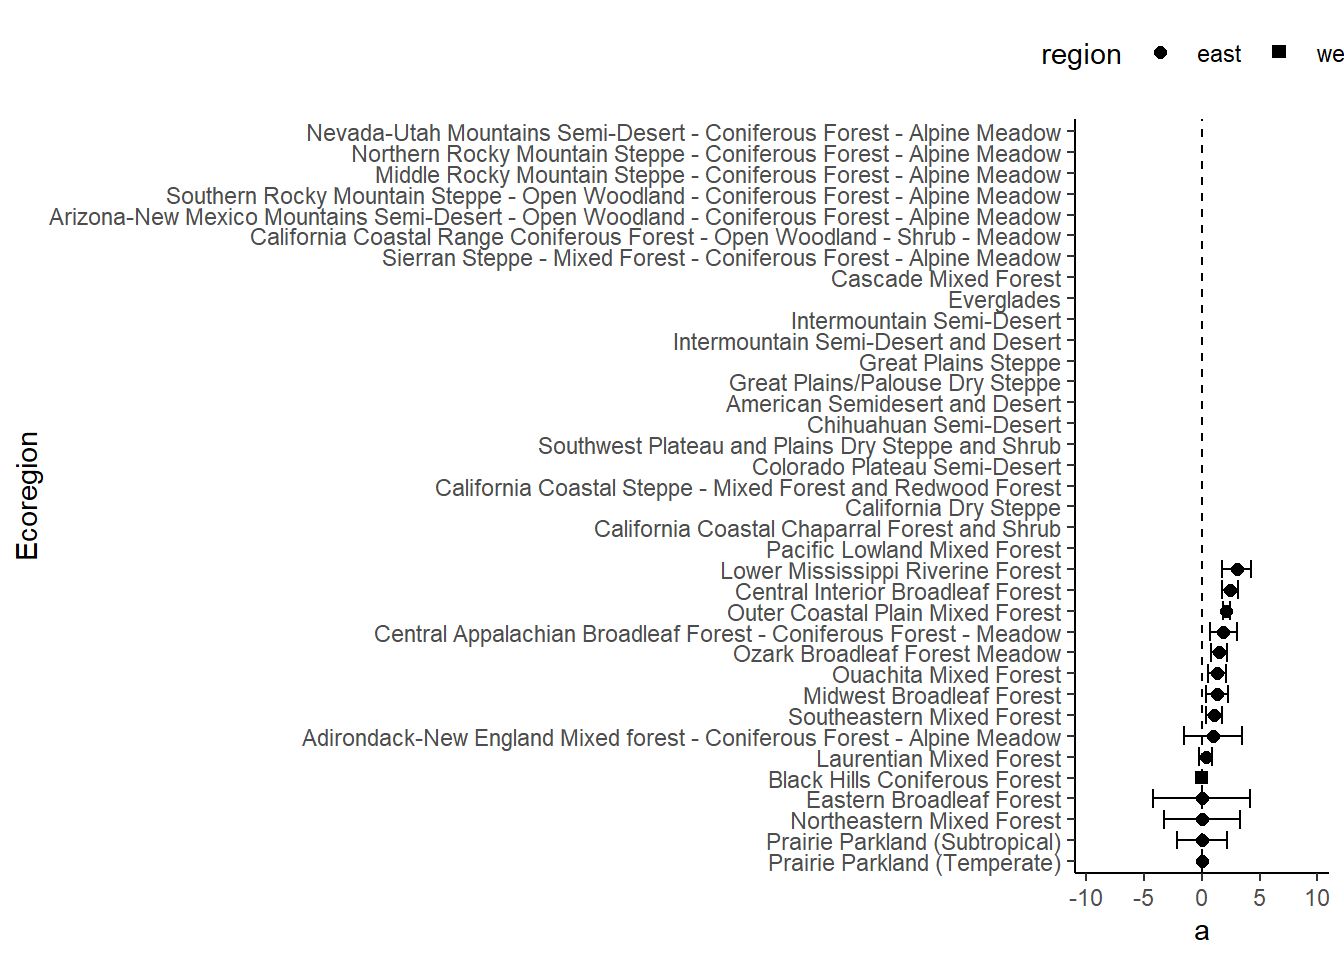 region east we
Nevada-Utah Mountains Semi-Desert - Coniferous Forest - Alpine Meadow
Northern Rocky Mountain Steppe - Coniferous Forest - Alpine Meadow
Middle Rocky Mountain Steppe - Coniferous Forest - Alpine Meadow
Southern Rocky Mountain Steppe - Open Woodland - Coniferous Forest - Alpine Meadow
Arizona-New Mexico Mountains Semi-Desert - Open Woodland - Coniferous Forest - Alpine Meadow
California Coastal Range Coniferous Forest - Open Woodland - Shrub - Meadow
Sierran Steppe - Mixed Forest - Coniferous Forest - Alpine Meadow
Cascade Mixed Forest
Everglades
Intermountain Semi-Desert
Intermountain Semi-Desert and Desert
Great Plains Steppe
Great Plains/Palouse Dry Steppe
American Semidesert and Desert
Chihuahuan Semi-Desert
Southwest Plateau and Plains Dry Steppe and Shrub
Colorado Plateau Semi-Desert
California Coastal Steppe - Mixed Forest and Redwood Forest
California Dry Steppe
California Coastal Chaparral Forest and Shrub
Pacific Lowland Mixed Forest
Lower Mississippi Riverine Forest
Central Interior Broadleaf Forest
Outer Coastal Plain Mixed Forest
Central Appalachian Broadleaf Forest - Coniferous Forest - Meadow
Ozark Broadleaf Forest Meadow
Ouachita Mixed Forest
Midwest Broadleaf Forest
Southeastern Mixed Forest
Adirondack-New England Mixed forest - Coniferous Forest - Alpine Meadow
Laurentian Mixed Forest
Black Hills Coniferous Forest
Eastern Broadleaf Forest
Northeastern Mixed Forest
Prairie Parkland (Subtropical)
Prairie Parkland (Temperate)
Ecoregion
-10 -5 0 5 10
a